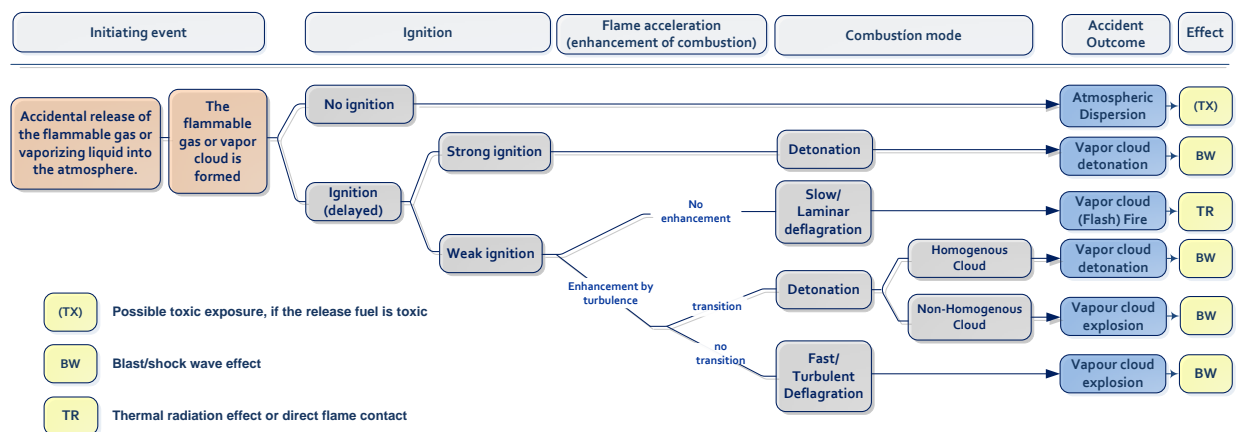 Initiating event
Ignition
Flame acceleration
(enhancement of combustion)
Combustion mode
Accident
Outcome
Effect
Accidental release of
the flammable gas or
vaporizing liquid into
the atmosphere.
The
flammable
gas or vapor
cloud is
formed
No ignition
Atmospheric
Dispersion
(TX)
Strong ignition
Detonation
Vapor cloud
detonation
BW
Ignition
(delayed)
No
enhancement
Slow/
Laminar
deflagration
Vapor cloud
(Flash) Fire
TR
Weak ignition
Homogenous
Cloud
Vapor cloud
detonation
BW
Enhancement by
turbulence
transition
Detonation
Non-Homogenous
Cloud
Vapour cloud
explosion
BW
no
transition
Fast/
Turbulent
Deflagration
Vapour cloud
explosion
BW
(TX) Possible toxic exposure, if the release fuel is toxic
BW Blast/shock wave effect
TR Thermal radiation effect or direct flame contact